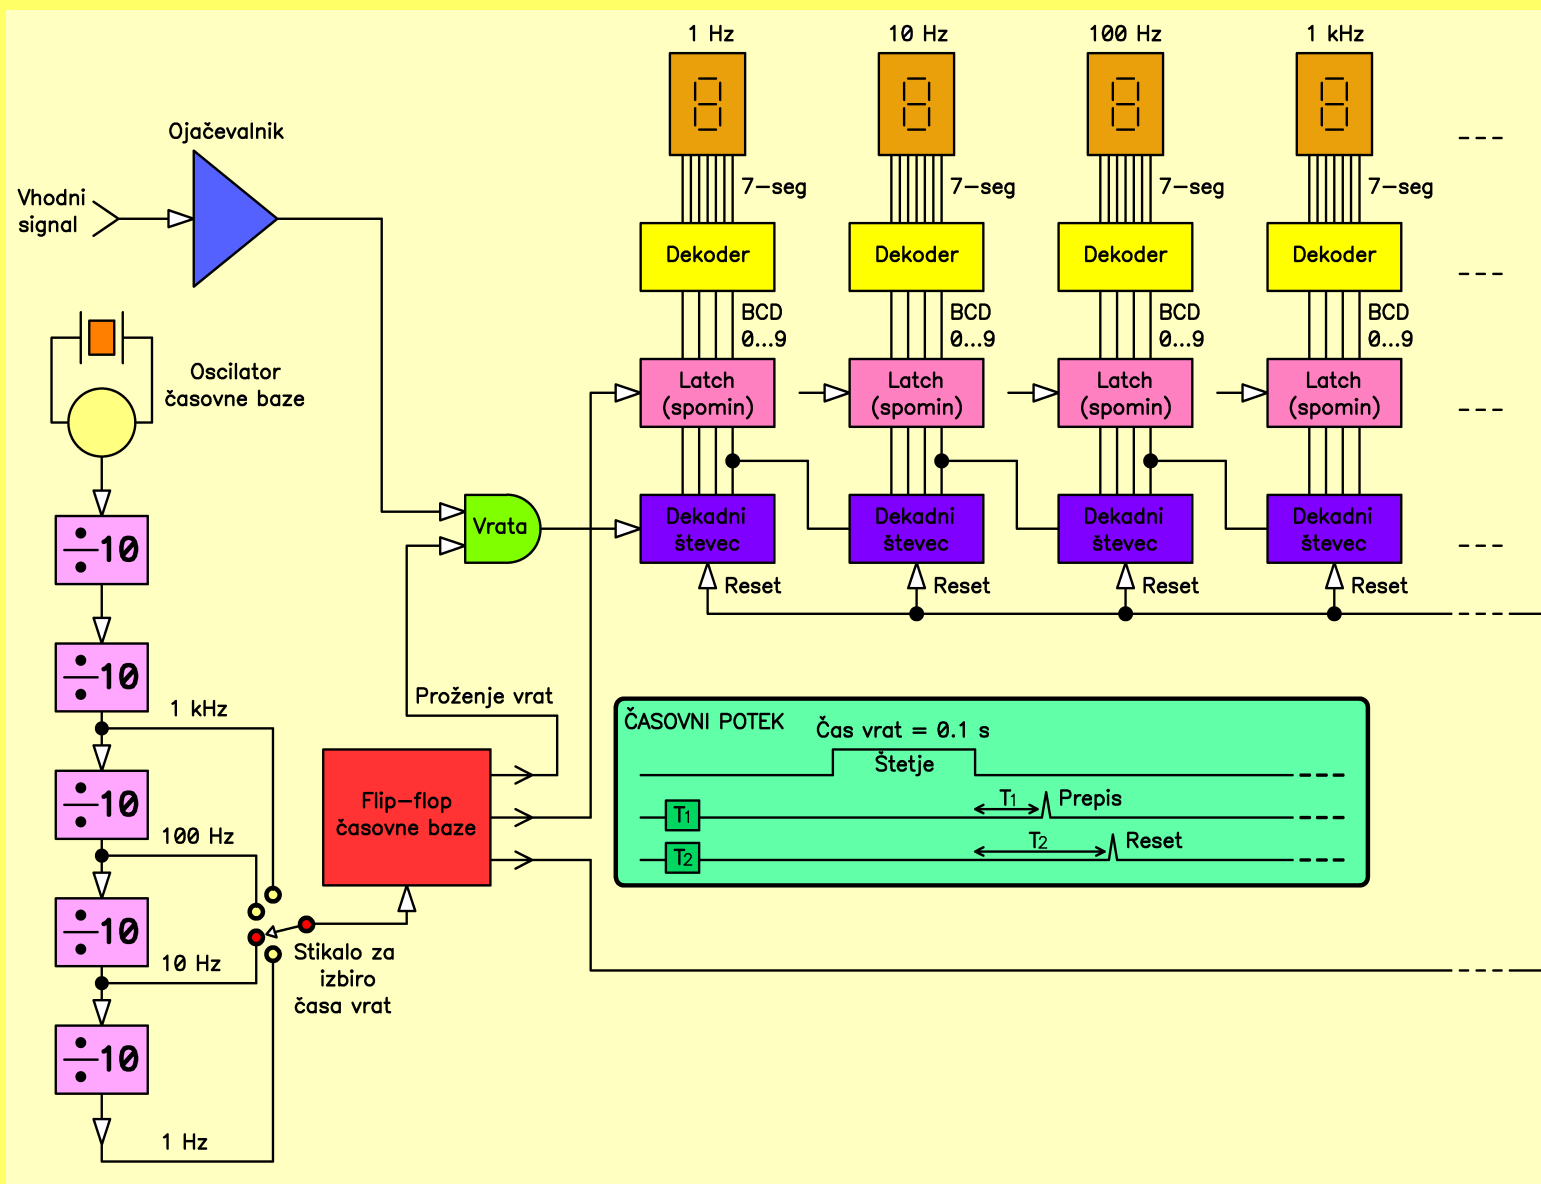 1 Hz
10 Hz
100 Hz
1 kHz
Ojačevalnik
Vhodni
signal
7-seg
7-seg
7-seg
7-seg
Dekoder
Dekoder
Dekoder
Dekoder
BCD
0...9
BCD
0...9
BCD
0...9
BCD
0...9
Oscilator
časovne baze
Latch
(spomin)
Latch
(spomin)
Latch
(spomin)
Latch
(spomin)
Vrata
Dekadni
števec
Dekadni
števec
Dekadni
števec
Dekadni
števec
Reset
Reset
Reset
Reset
÷10
÷10
÷10
÷10
÷10
1 kHz
100 Hz
10 Hz
1 Hz
Proženje vrat
Flip-flop
časovne baze
Stikalo za
izbiro
časa vrat
ČASOVNI POTEK
Čas vrat = 0.1 s
Štetje
T1
T1
Prepis
T2
T2
Reset